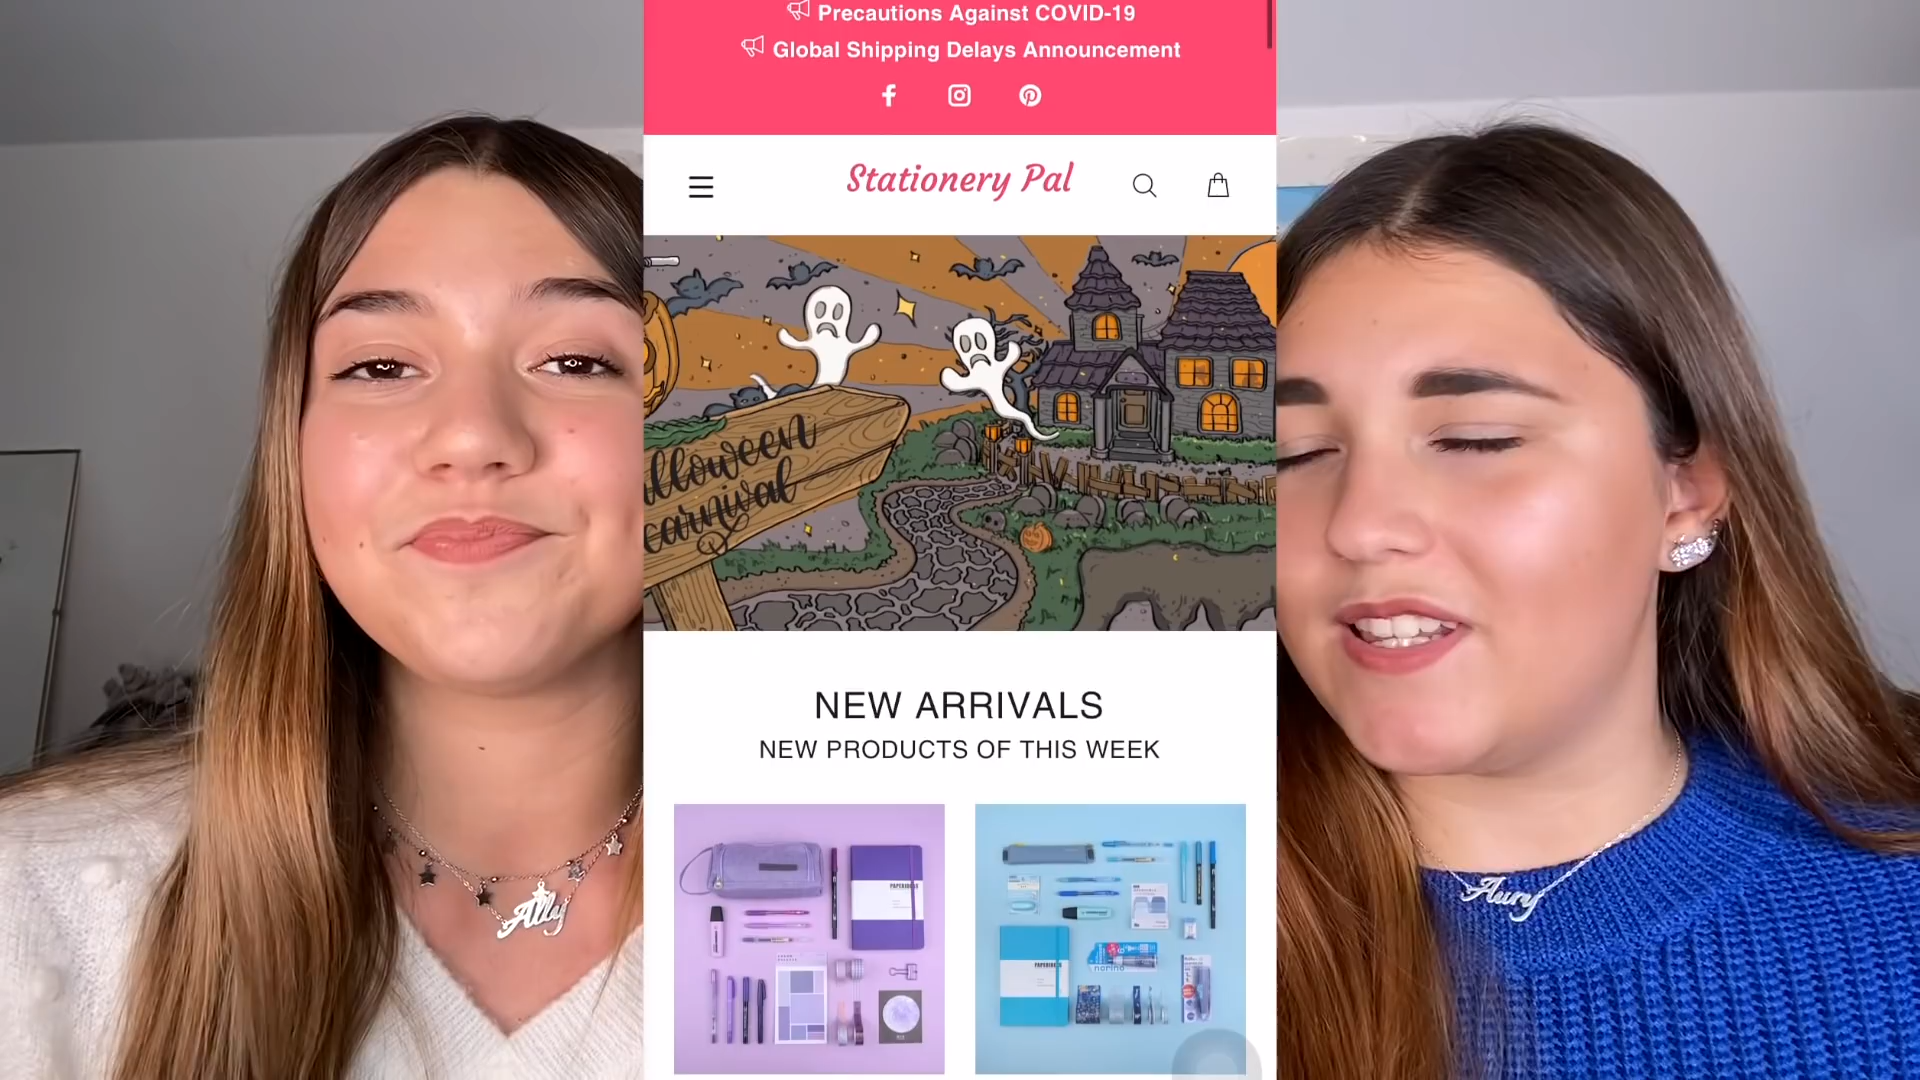 Precautions Against COVID-19
Global Shipping Delays Announcement
Stationery Pal
alloween
carnival
NEW ARRIVALS
NEW PRODUCTS OF THIS WEEK
Ally
Aury